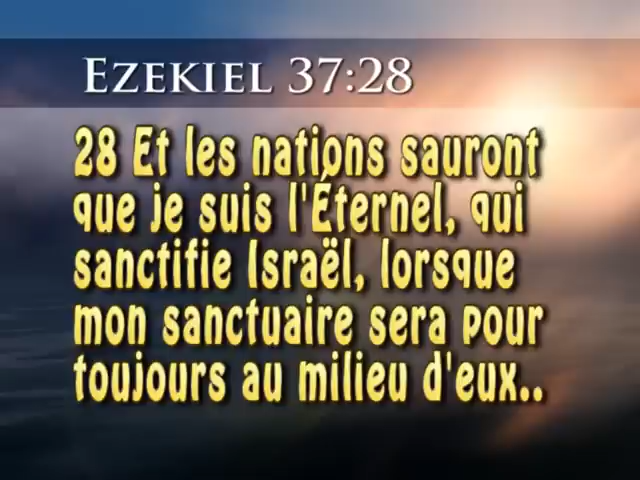 EZEKIEL 37:28
28 Et les nations sauront
que je suis l'Éternel, qui
sanctifie Israël, lorsque
mon sanctuaire sera pour
toujours au milieu d'eux..